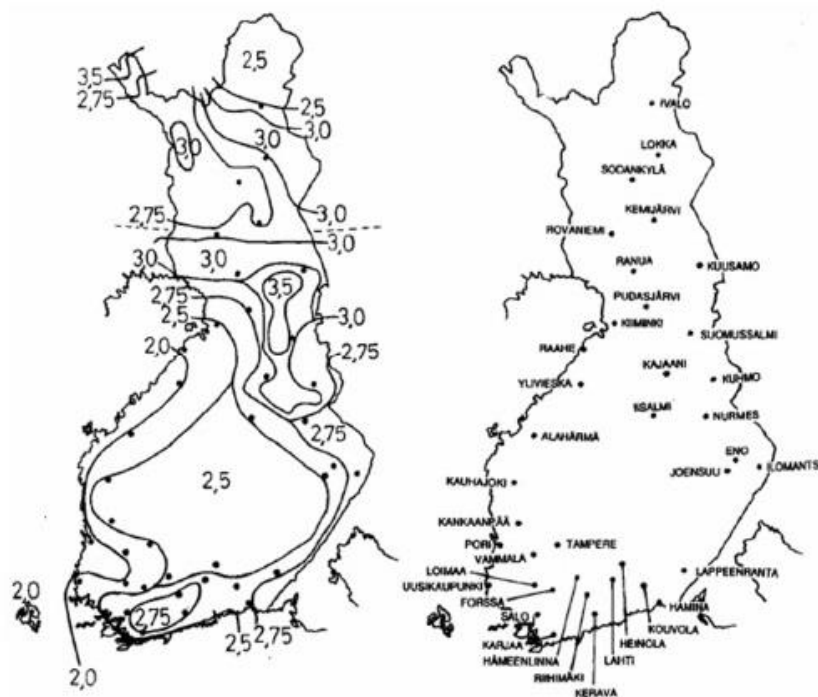 2,5
3,5
2,75
2,5
3,0
3,0
3,0
2,75
3,0
3,0
3,0
3,0
3,5
2,75
2,5
3,0
2,0
2,75
2,75
2,5
2,0
2,75
2,5
2,75
2,0
IVALO
LOKKA
SODANKYLÄ
KEMIJÄRVI
ROVANIEMI
RANUA
KUUSAMO
PUDASJÄRVI
KIIMINKI
SUOMUSSALMI
RAAHE
KAJAANI
YLIVIESKA
KUHMO
IISALMI
NURMES
ALAHÄRMÄ
ENO
JOENSUU
ILOMANTS
KAUHAJOKI
KANKAANPÄÄ
PORI
TAMPERE
VAMMALA
LOIMAA
LAPPEENRANTA
UUSIKAUPUNKI
FORSSA
HAMINA
SALO
KOUVOLA
KARJAA
HEINOLA
HÄMEENLINNA
LAHTI
RIIHIMÄKI
KERAVA